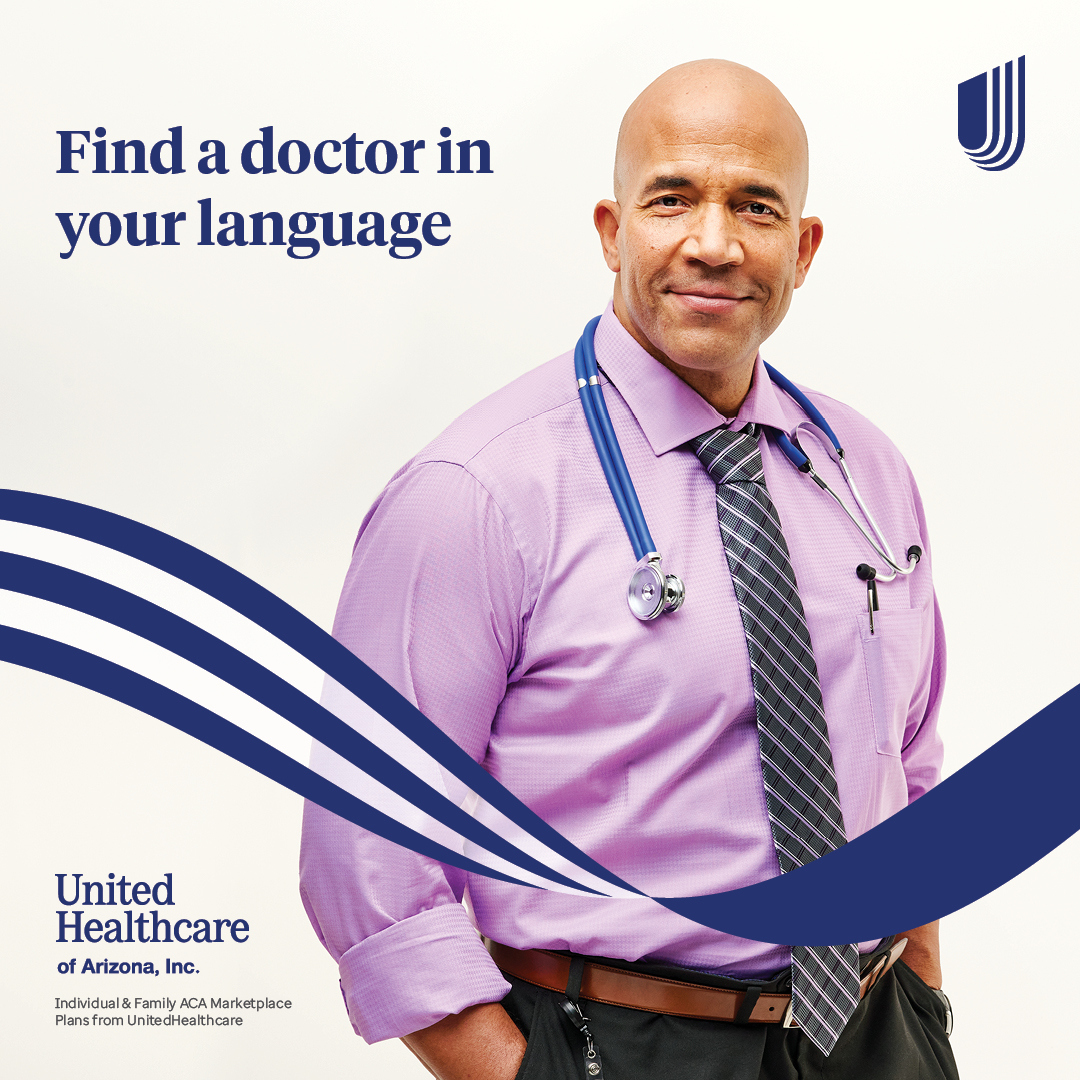 Find a doctor in
your language
United
Healthcare
of Arizona, Inc.
Individual & Family ACA Marketplace
Plans from UnitedHealthcare